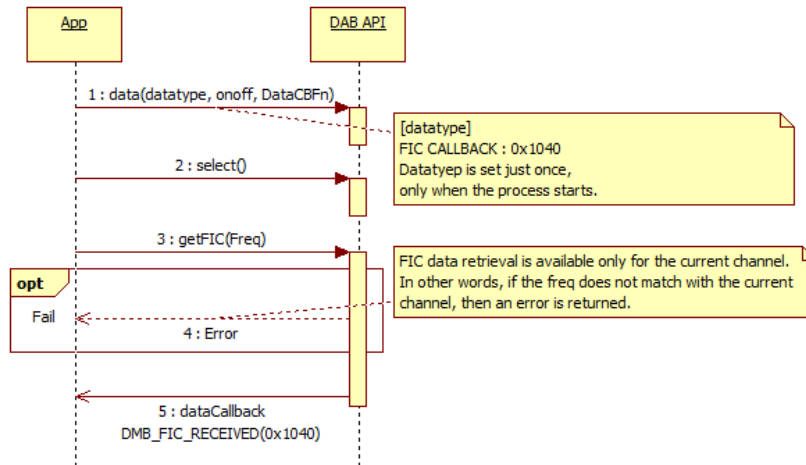 App
DAB API
1 : data(datatype, onoff, DataCBFn)
[datatype]
FIC CALLBACK : 0x1040
Datatyep is set just once,
only when the process starts.
2 : select()
3 : getFIC(Freq)
FIC data retrieval is available only for the current channel.
In other words, if the freq does not match with the current
channel, then an error is returned.
opt
Fail
4 : Error
5 : dataCallback
DMB_FIC_RECEIVED(0x1040)